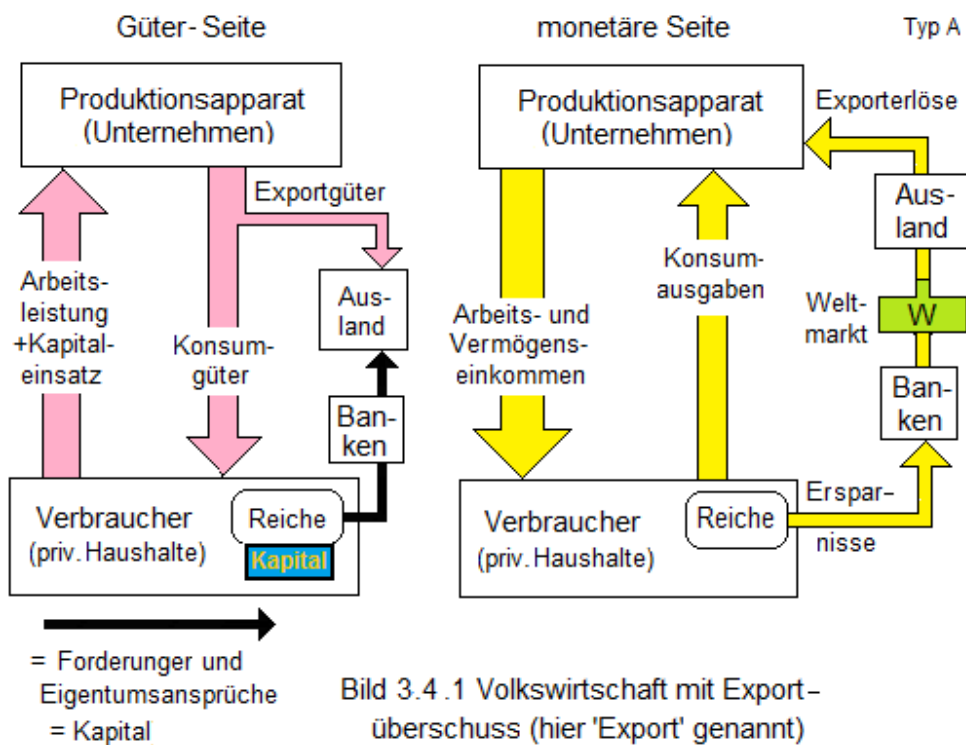 Güter- Seite
Produktionsapparat
(Unternehmen)
Exportgüter
Arbeits-
leistung
+Kapital-
einsatz
Konsum-
güter
Aus-
land
Ban-
ken
Verbraucher
(priv. Haushalte)
Reiche
Kapital
= Forderunger und
Eigentumsansprüche
= Kapital
monetäre Seite
Typ A
Produktionsapparat
(Unternehmen)
Exporterlöse
Aus-
land
Konsum-
ausgaben
Arbeits- und
Vermögens-
einkommen
Welt-
markt
W
Ban-
ken
Verbraucher
(priv. Haushalte)
Reiche
Erspar-
nisse
Bild 3.4.1 Volkswirtschaft mit Export-
überschuss (hier 'Export' genannt)